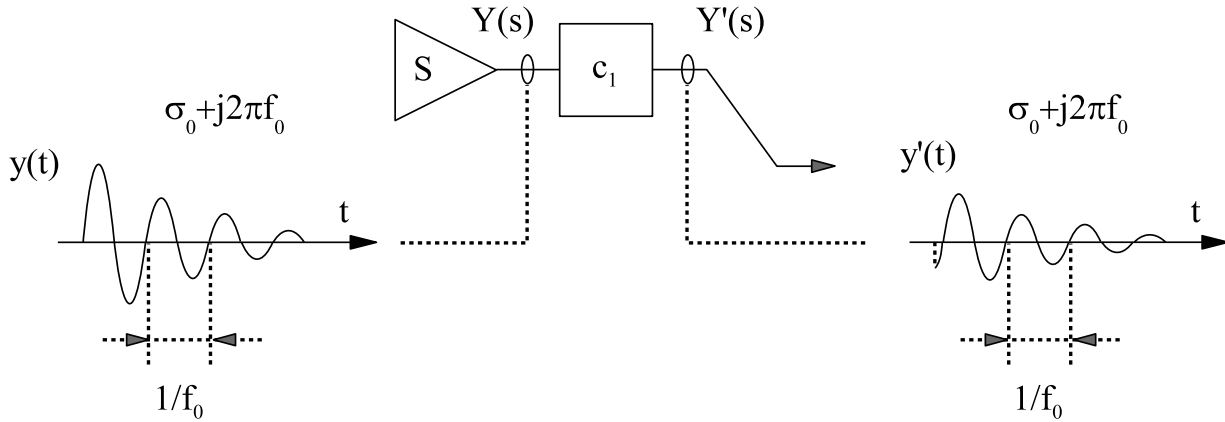 Y(s)
Y'(s)
S
c₁
σ₀+j2πf₀
σ₀+j2πf₀
y(t)
t
y'(t)
t
1/f₀
1/f₀